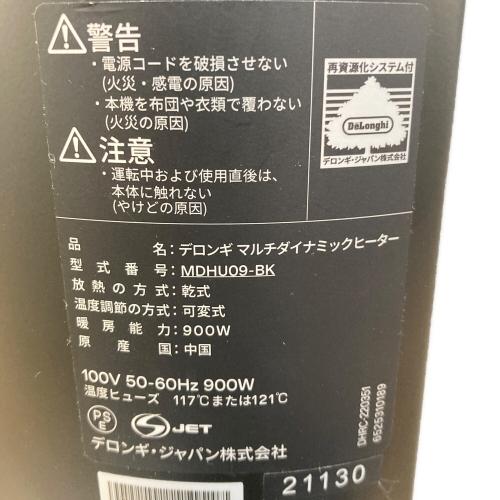 警告
・電源コードを破損させない
(火災・感電の原因)
・本機を布団や衣類で覆わない
(火災の原因)
注意
・運転中および使用直後は、
本体に触れない
(やけどの原因)
再資源化システム付
DeLonghi
デロンギ・ジャパン株式会社
品名：デロンギ マルチダイナミックヒーター
型式番号：MDHU09-BK
放熱の方式：乾式
温度調節の方式：可変式
暖房能力：900W
原産国：中国
100V 50-60Hz 900W
温度ヒューズ 117℃または121℃
PSE
S JET
デロンギ・ジャパン株式会社
DHRC-220351
6525310189
21130